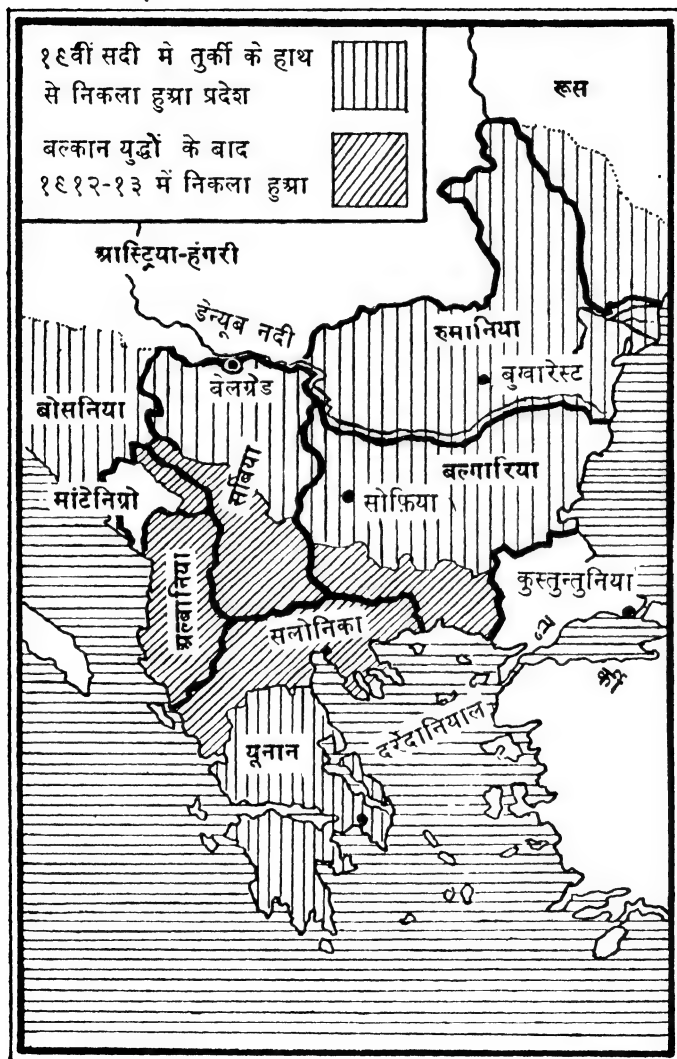 १९वीं सदी मे तुर्की के हाथ
से निकला हुआ प्रदेश
बल्कान युद्धों के बाद
१९१२-१३ में निकला हुआ
रूस
आस्ट्रिया-हंगरी
डेन्यूब नदी
रुमानिया
बुखारेस्ट
बेलग्रेड
बोसनिया
सर्बिया
बल्गारिया
सोफ़िया
मांटेनिग्रो
कुस्तुन्तुनिया
अल्बानिया
सलोनिका
दर्रेदानियाल
यूनान